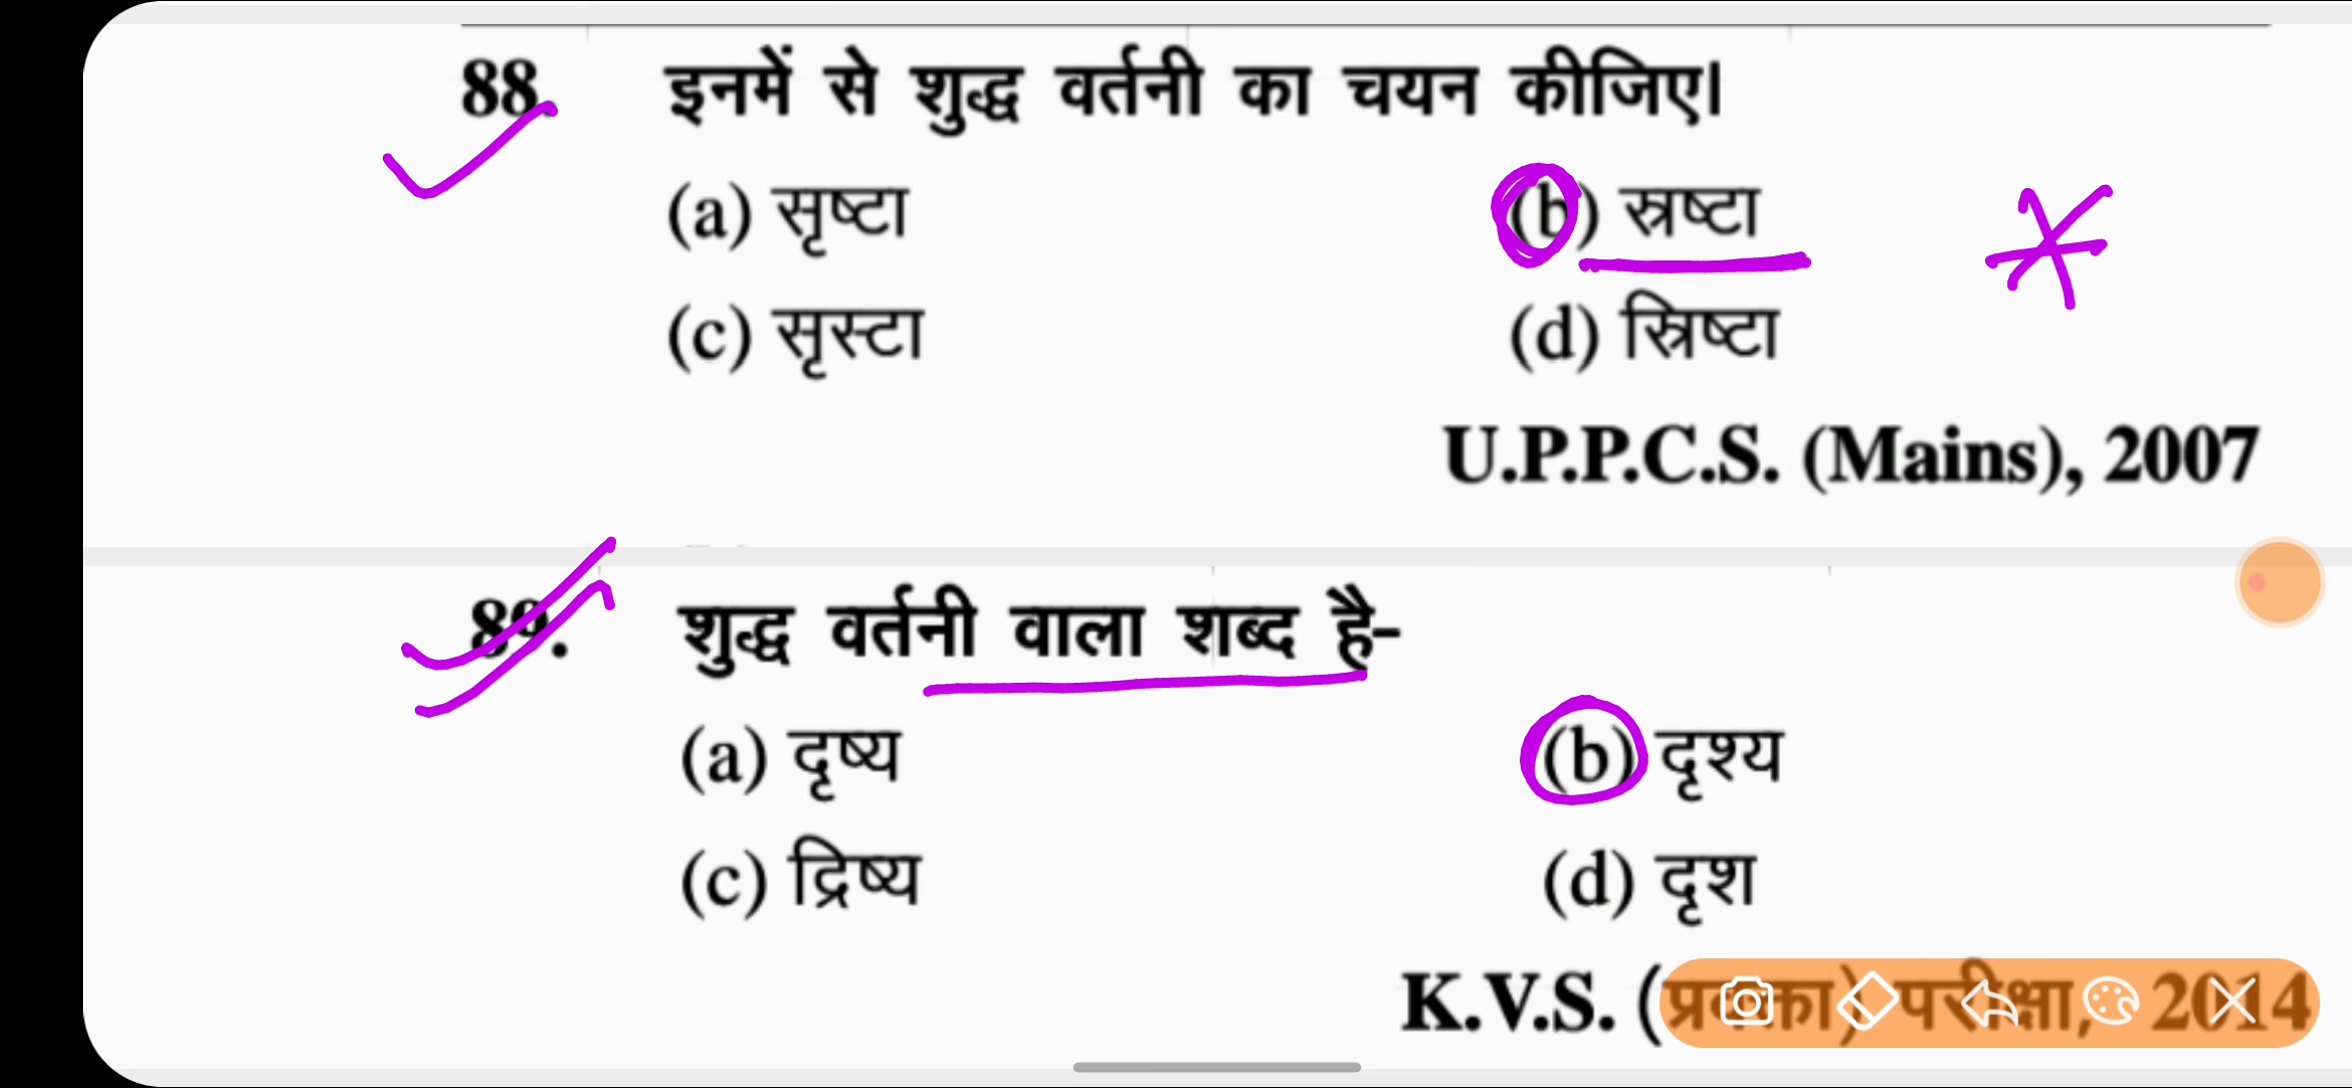 88. इनमें से शुद्ध वर्तनी का चयन कीजिए।
(a) सृष्टा (b) स्रष्टा
(c) सृस्टा (d) स्रिष्टा
U.P.P.C.S. (Mains), 2007
89. शुद्ध वर्तनी वाला शब्द है-
(a) दृष्य (b) दृश्य
(c) द्रिष्य (d) दृश
K.V.S. (प्रवक्ता) परीक्षा, 2014